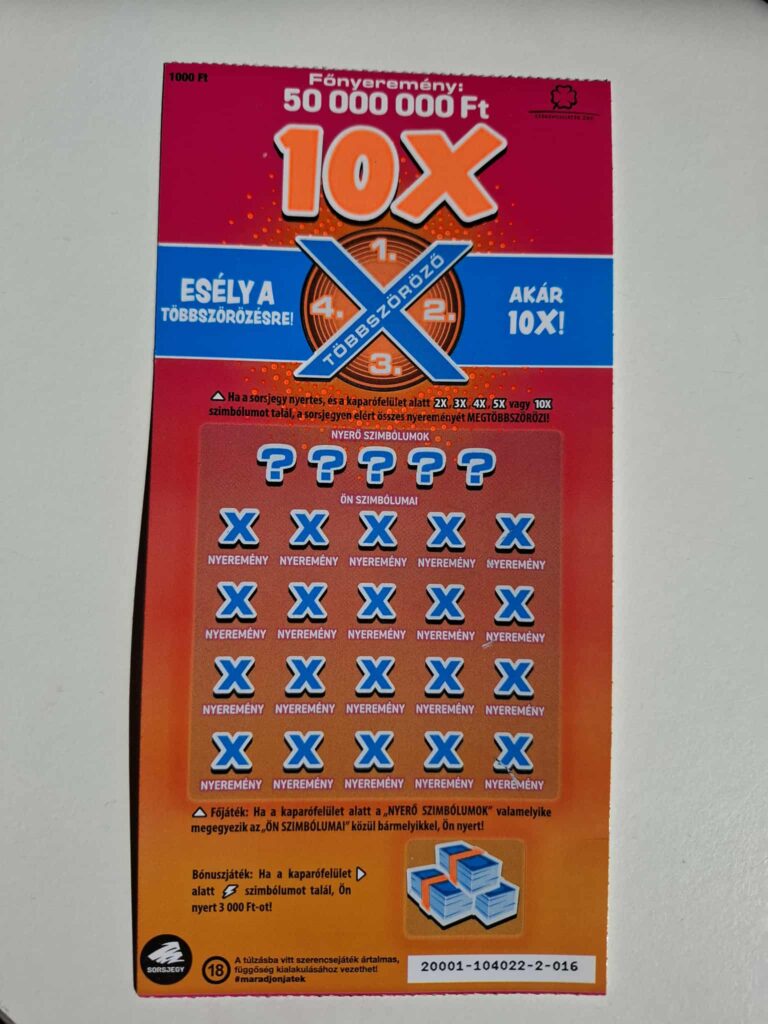 1000 Ft
Főnyeremény:
50 000 000 Ft
10X
ESÉLY A
TÖBBSZÖRÖZÉSRE!
1.
4.
2.
3.
TÖBBSZÖRÖZŐ
AKÁR
10X!
Ha a sorsjegy nyertes, és a kaparófelület alatt 2X, 3X, 4X, 5X vagy 10X
szimbólumot talál, a sorsjegyen elért összes nyereményét MEGTÖBBSZÖRÖZI!
NYERŐ SZIMBÓLUMOK
? ? ? ? ?
ÖN SZIMBÓLUMAI
X X X X X
NYEREMÉNY NYEREMÉNY NYEREMÉNY NYEREMÉNY NYEREMÉNY
X X X X X
NYEREMÉNY NYEREMÉNY NYEREMÉNY NYEREMÉNY NYEREMÉNY
X X X X X
NYEREMÉNY NYEREMÉNY NYEREMÉNY NYEREMÉNY NYEREMÉNY
X X X X X
NYEREMÉNY NYEREMÉNY NYEREMÉNY NYEREMÉNY NYEREMÉNY
Főjáték: Ha a kaparófelület alatt a „NYERŐ SZIMBÓLUMOK" valamelyike
megegyezik az „ÖN SZIMBÓLUMAI" közül bármelyikkel, Ön nyert!
Bónuszjáték: Ha a kaparófelület
alatt szimbólumot talál, Ön
nyert 3 000 Ft-ot!
SORSJEGY
18
A túlzásba vitt szerencsejáték ártalmas,
függőség kialakulásához vezethet!
#maradjonjatek
20001-104022-2-016